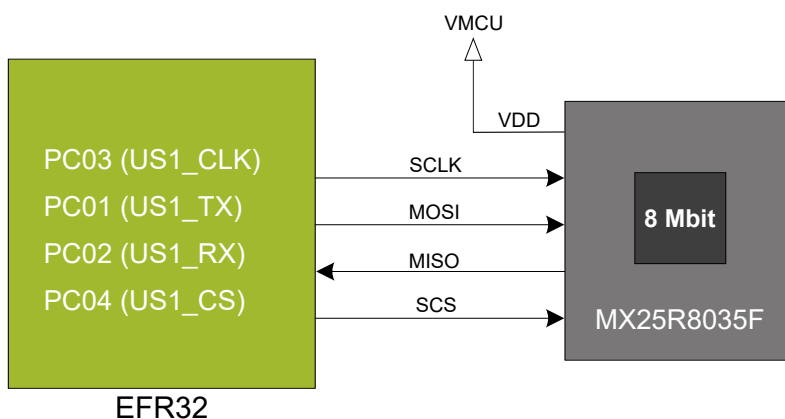 VMCU
VDD
PC03 (US1_CLK)
SCLK
PC01 (US1_TX)
MOSI
8 Mbit
PC02 (US1_RX)
MISO
PC04 (US1_CS)
SCS
MX25R8035F
EFR32